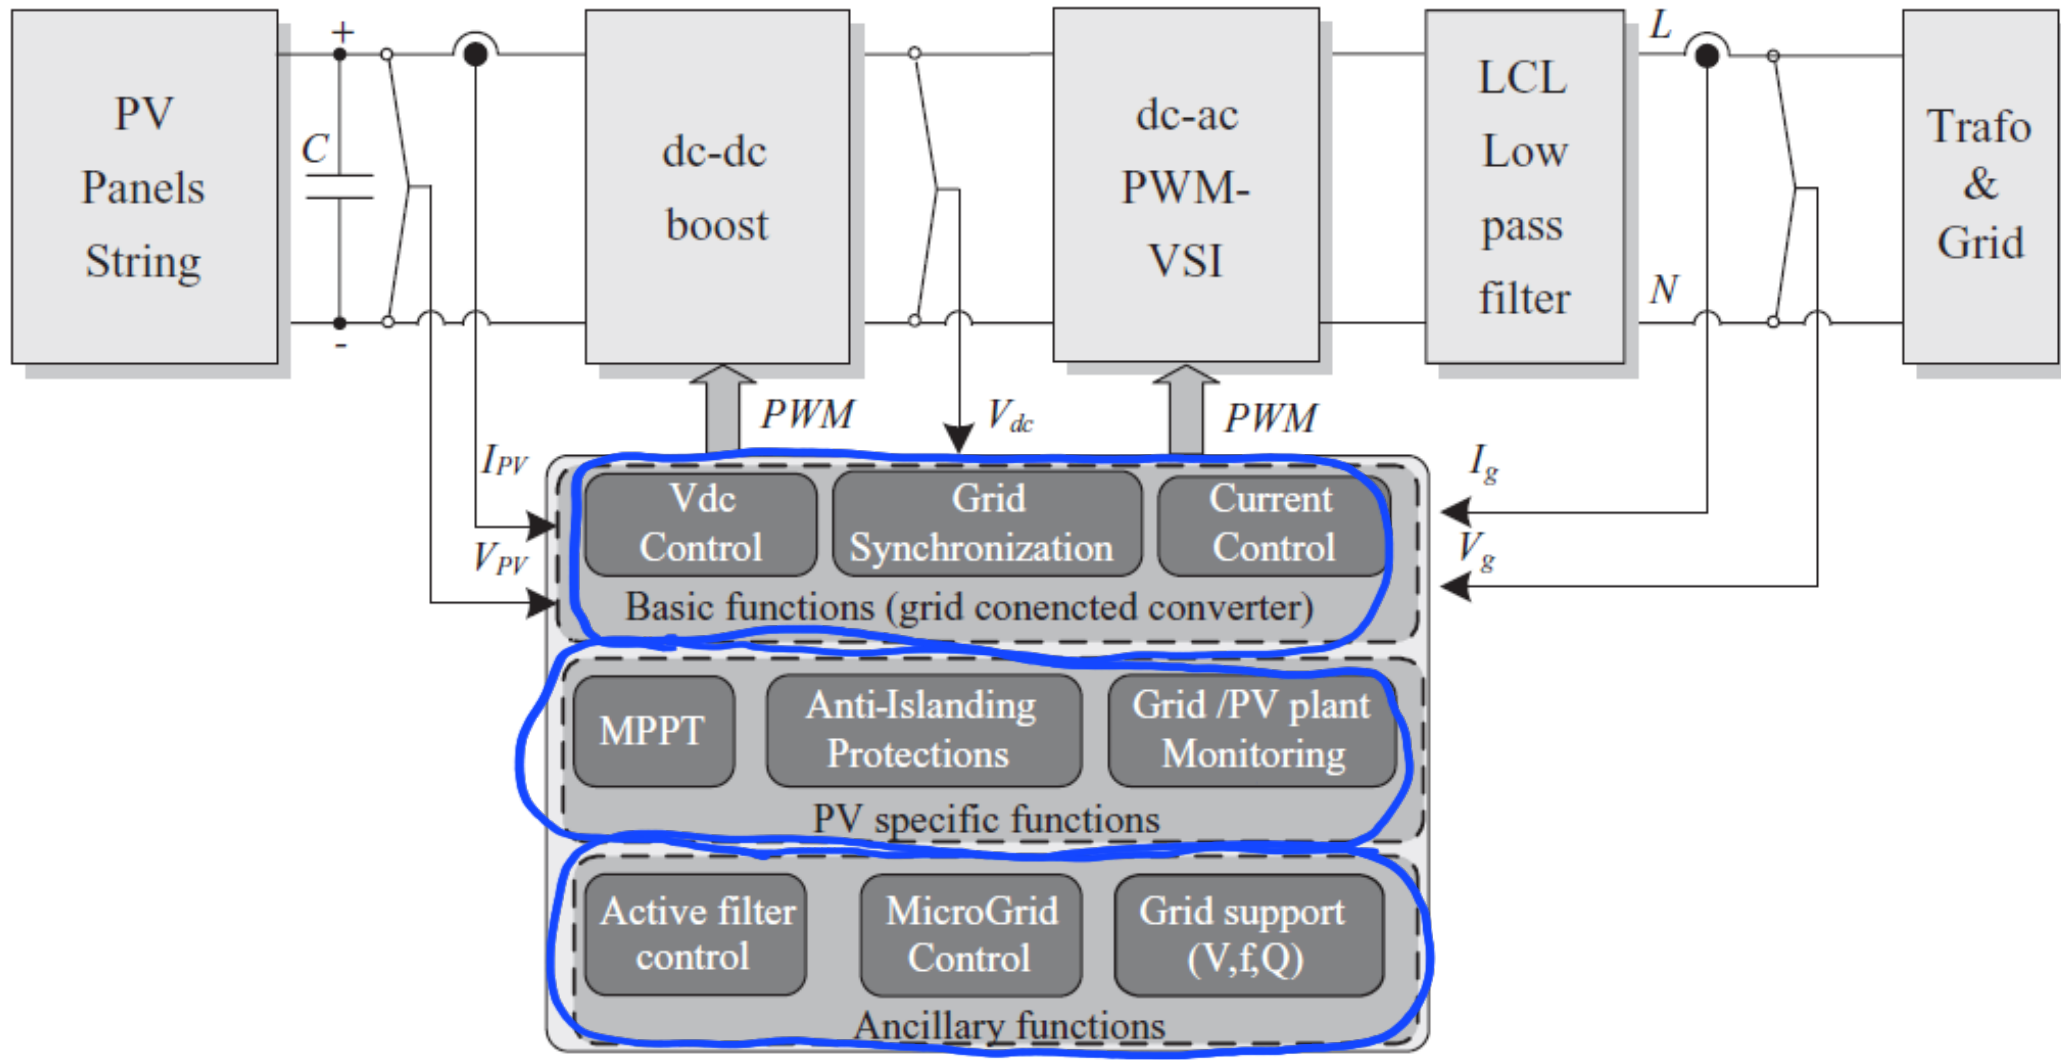 PV
Panels
String
+
C
-
dc-dc
boost
dc-ac
PWM-
VSI
LCL
Low
pass
filter
L
N
Trafo
&
Grid
PWM
Vdc
PWM
IPV
VPV
Ig
Vg
Vdc
Control
Grid
Synchronization
Current
Control
Basic functions (grid conencted converter)
MPPT
Anti-Islanding
Protections
Grid /PV plant
Monitoring
PV specific functions
Active filter
control
MicroGrid
Control
Grid support
(V,f,Q)
Ancillary functions